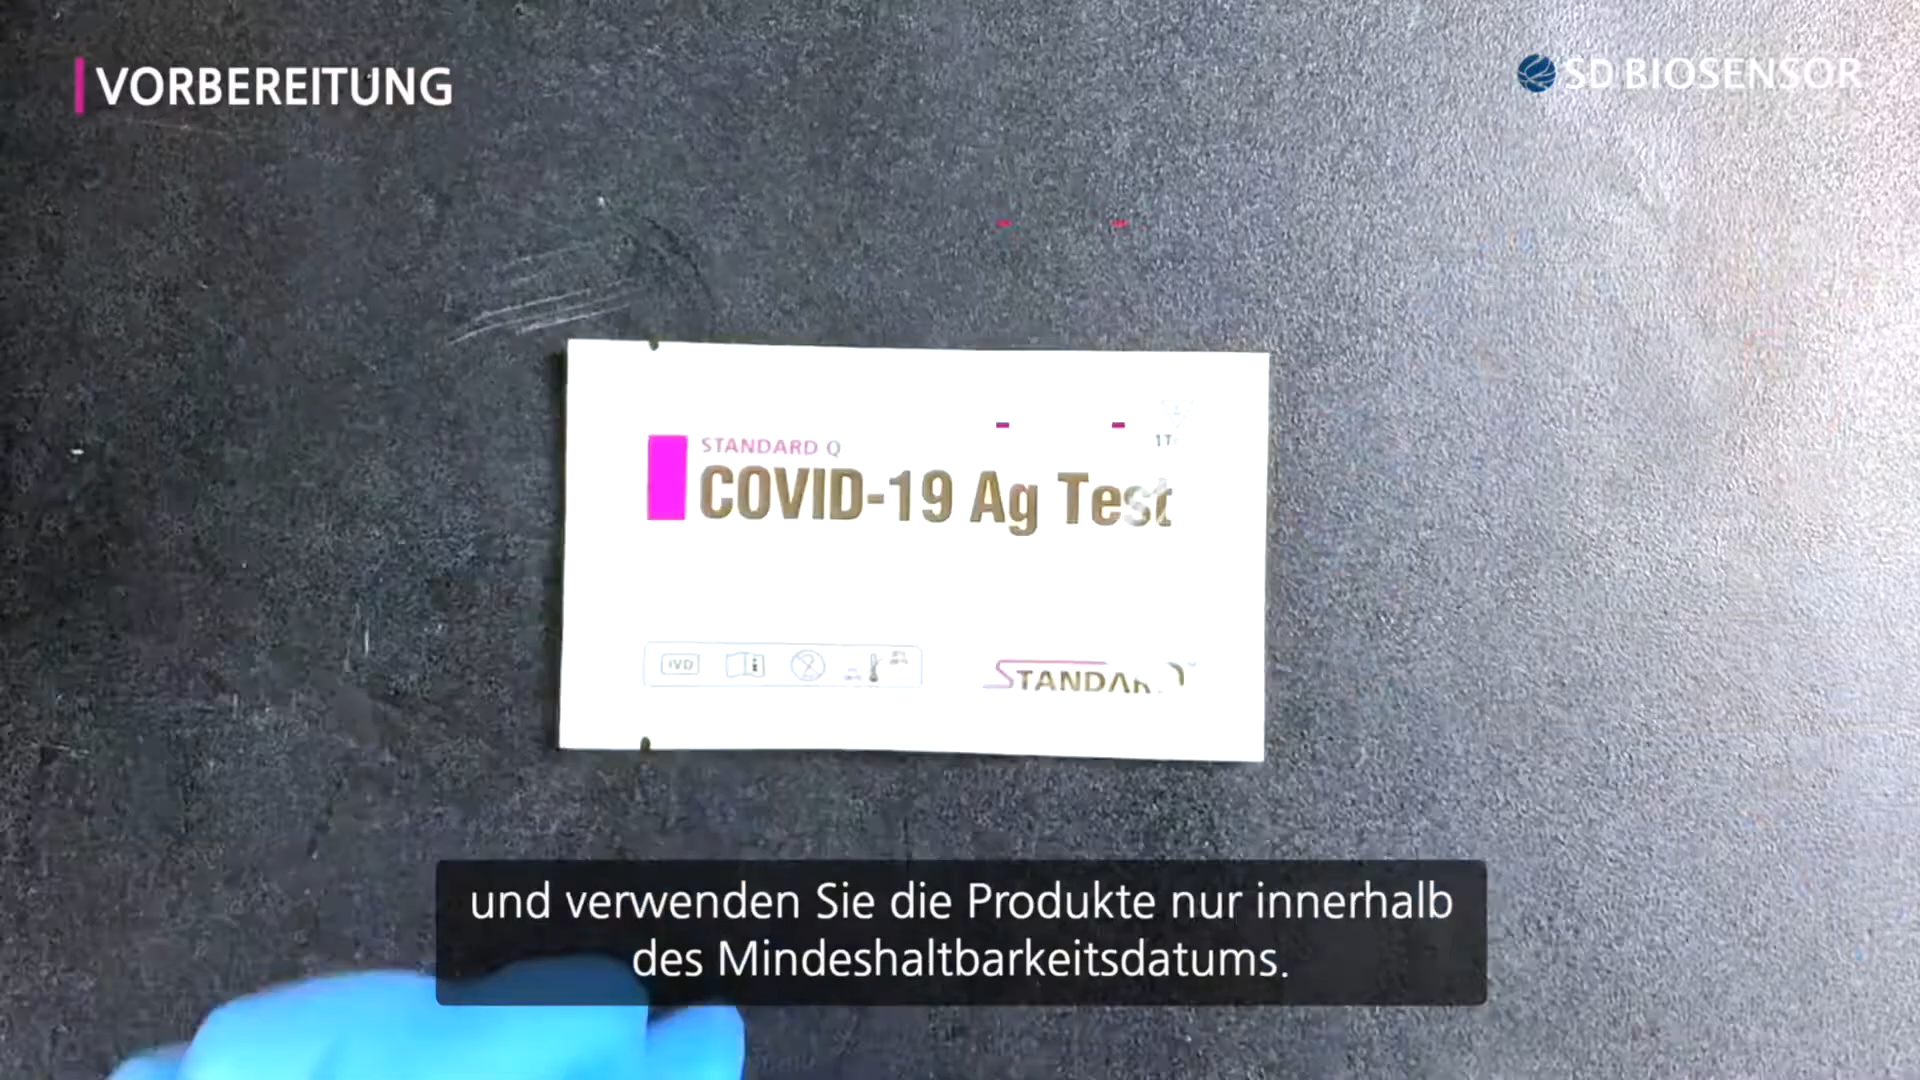 VORBEREITUNG
SD BIOSENSOR
STANDARD Q
COVID-19 Ag Test
IVD
und verwenden Sie die Produkte nur innerhalb
des Mindeshaltbarkeitsdatums.